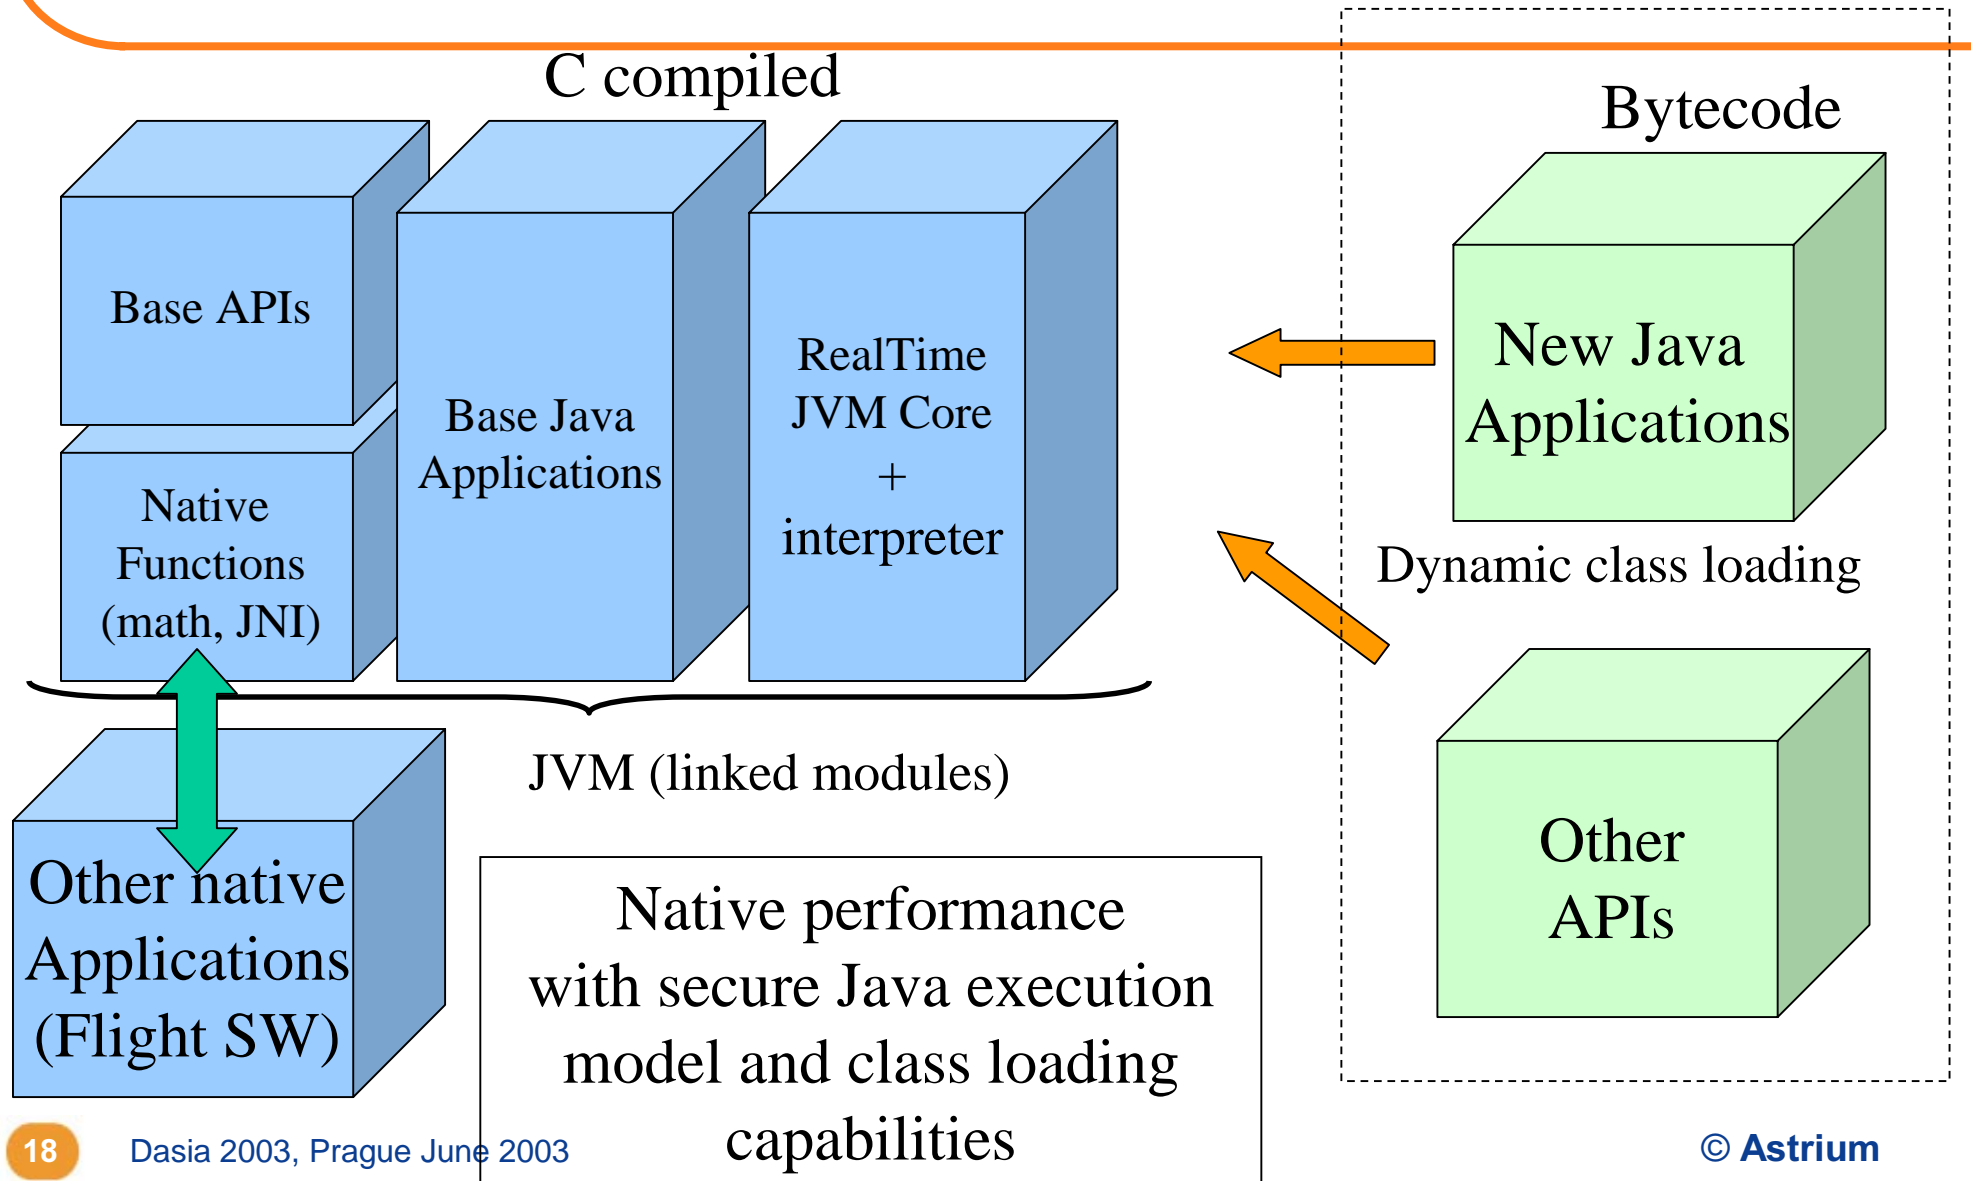 C compiled
Bytecode
Base APIs
Native
Functions
(math, JNI)
Base Java
Applications
RealTime
JVM Core
+
interpreter
New Java
Applications
Dynamic class loading
Other
APIs
JVM (linked modules)
Other native
Applications
(Flight SW)
Native performance
with secure Java execution
model and class loading
capabilities
18
Dasia 2003, Prague June 2003
© Astrium